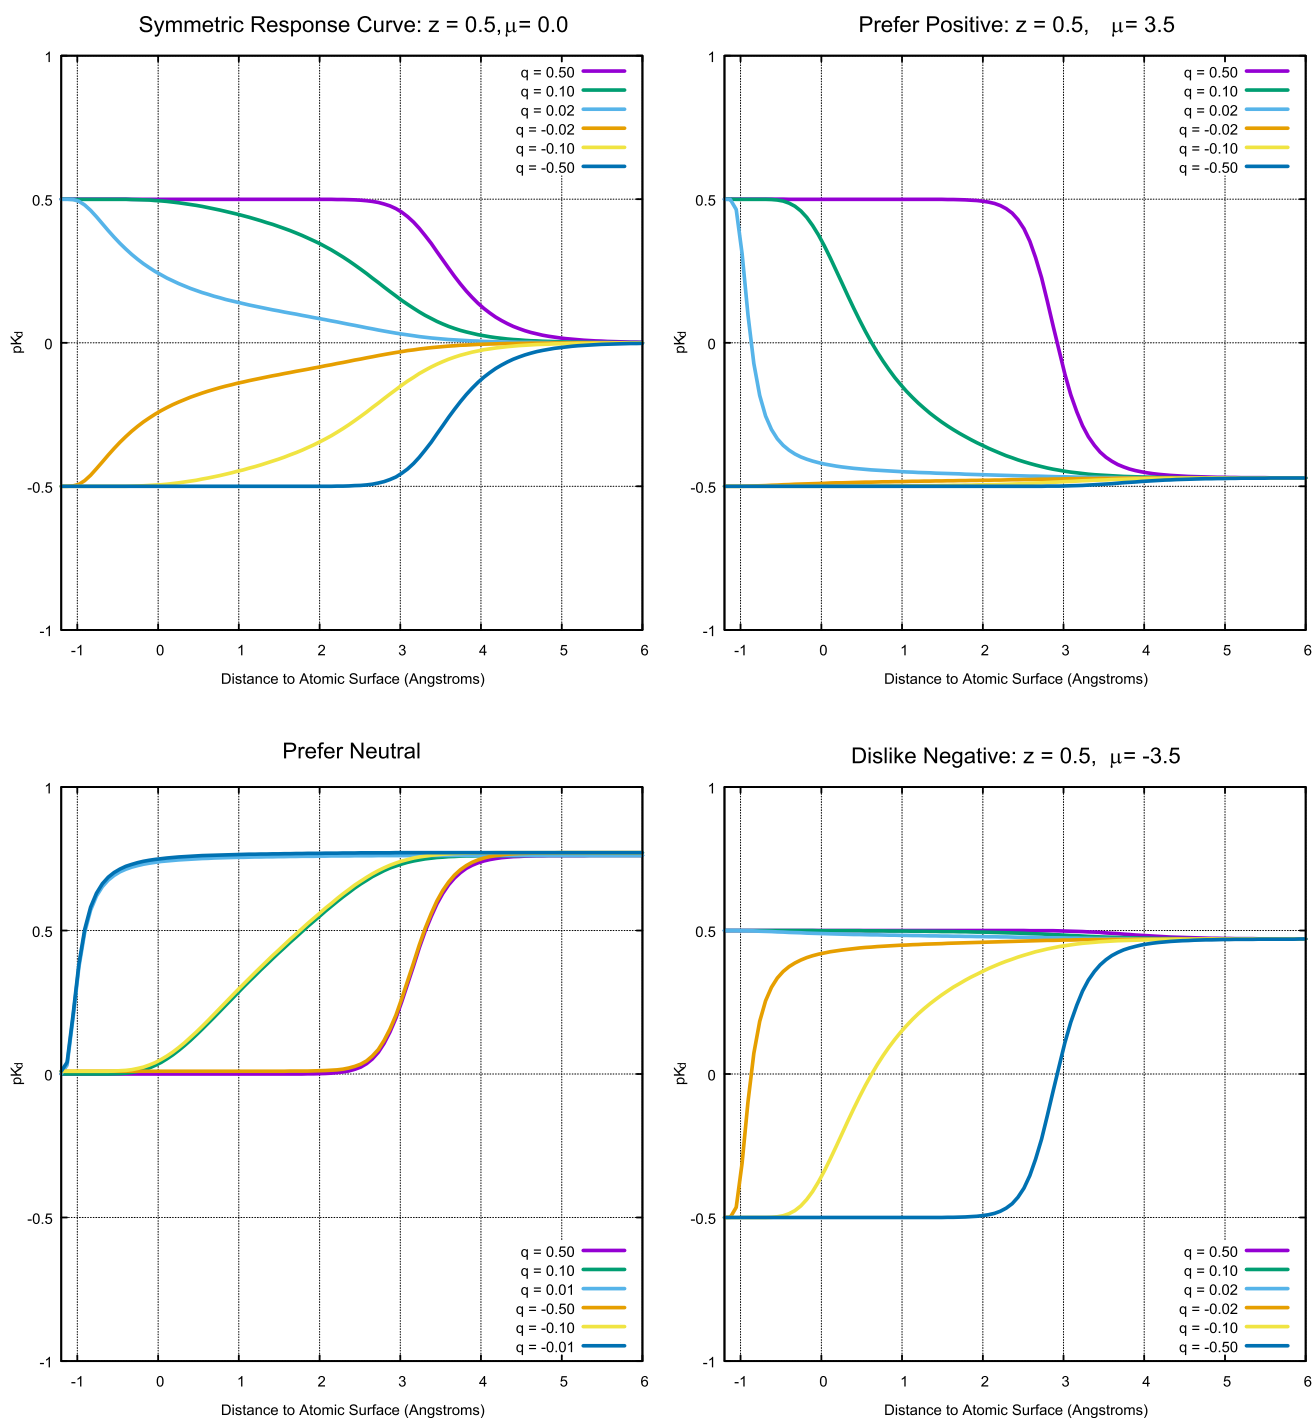 Symmetric Response Curve: z = 0.5, μ = 0.0
1
q = 0.50
q = 0.10
q = 0.02
q = -0.02
q = -0.10
q = -0.50
0.5
pKd
0
-0.5
-1
-1 0 1 2 3 4 5 6
Distance to Atomic Surface (Angstroms)
Prefer Positive: z = 0.5, μ = 3.5
1
q = 0.50
q = 0.10
q = 0.02
q = -0.02
q = -0.10
q = -0.50
0.5
pKd
0
-0.5
-1
-1 0 1 2 3 4 5 6
Distance to Atomic Surface (Angstroms)
Prefer Neutral
1
0.5
pKd
0
-0.5
q = 0.50
q = 0.10
q = 0.01
q = -0.50
q = -0.10
q = -0.01
-1
-1 0 1 2 3 4 5 6
Distance to Atomic Surface (Angstroms)
Dislike Negative: z = 0.5, μ = -3.5
1
0.5
pKd
0
-0.5
q = 0.50
q = 0.10
q = 0.02
q = -0.02
q = -0.10
q = -0.50
-1
-1 0 1 2 3 4 5 6
Distance to Atomic Surface (Angstroms)